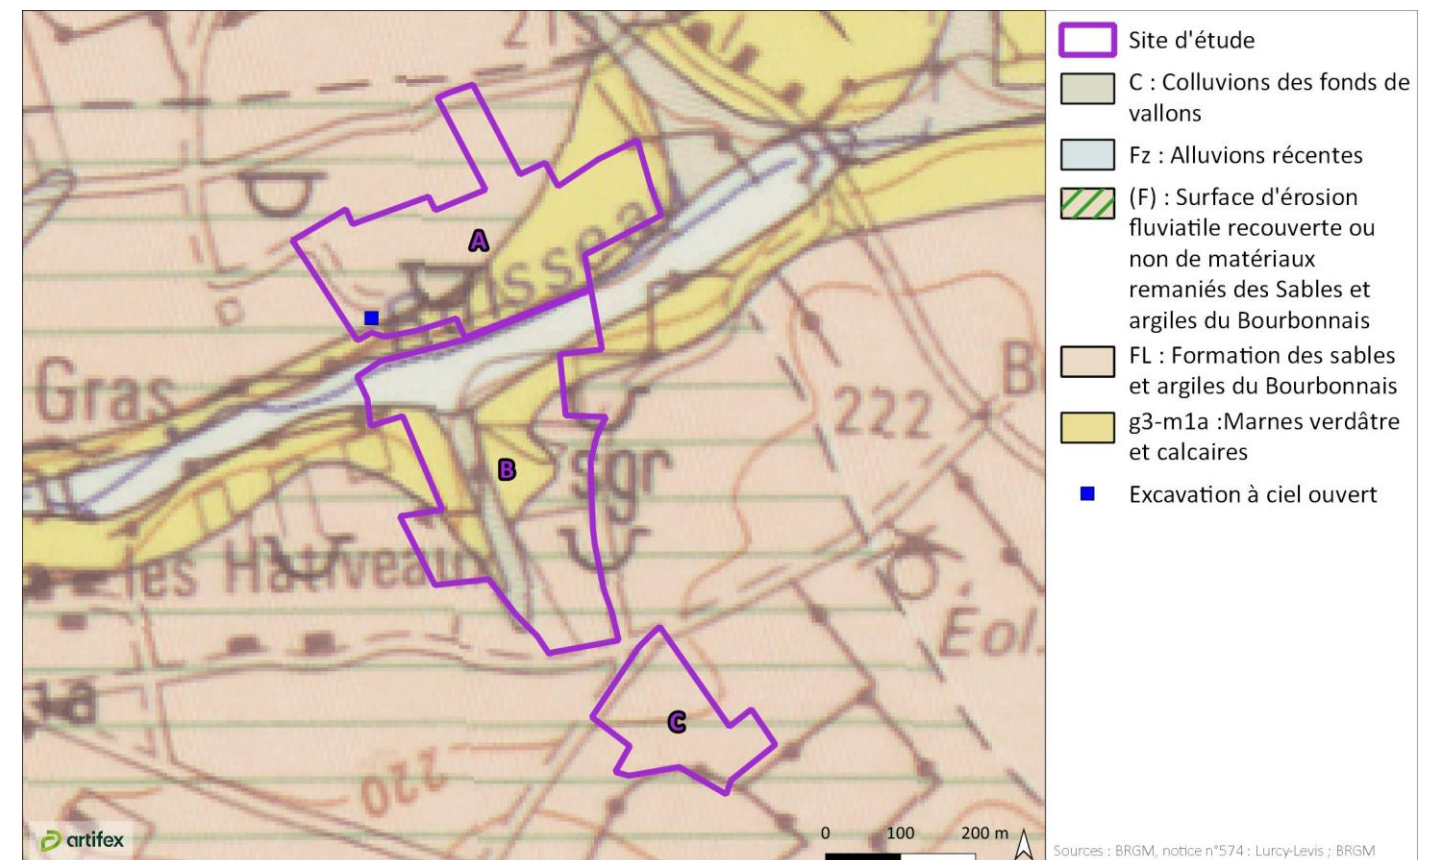 A
Gras
222
B
sgr
les Hativeaux
Éol.
C
220
artifex
0 100 200 m
Site d'étude
C : Colluvions des fonds de
vallons
Fz : Alluvions récentes
(F) : Surface d'érosion
fluviatile recouverte ou
non de matériaux
remaniés des Sables et
argiles du Bourbonnais
FL : Formation des sables
et argiles du Bourbonnais
g3-m1a :Marnes verdâtre
et calcaires
Excavation à ciel ouvert
Sources : BRGM, notice n°574 : Lurcy-Levis ; BRGM